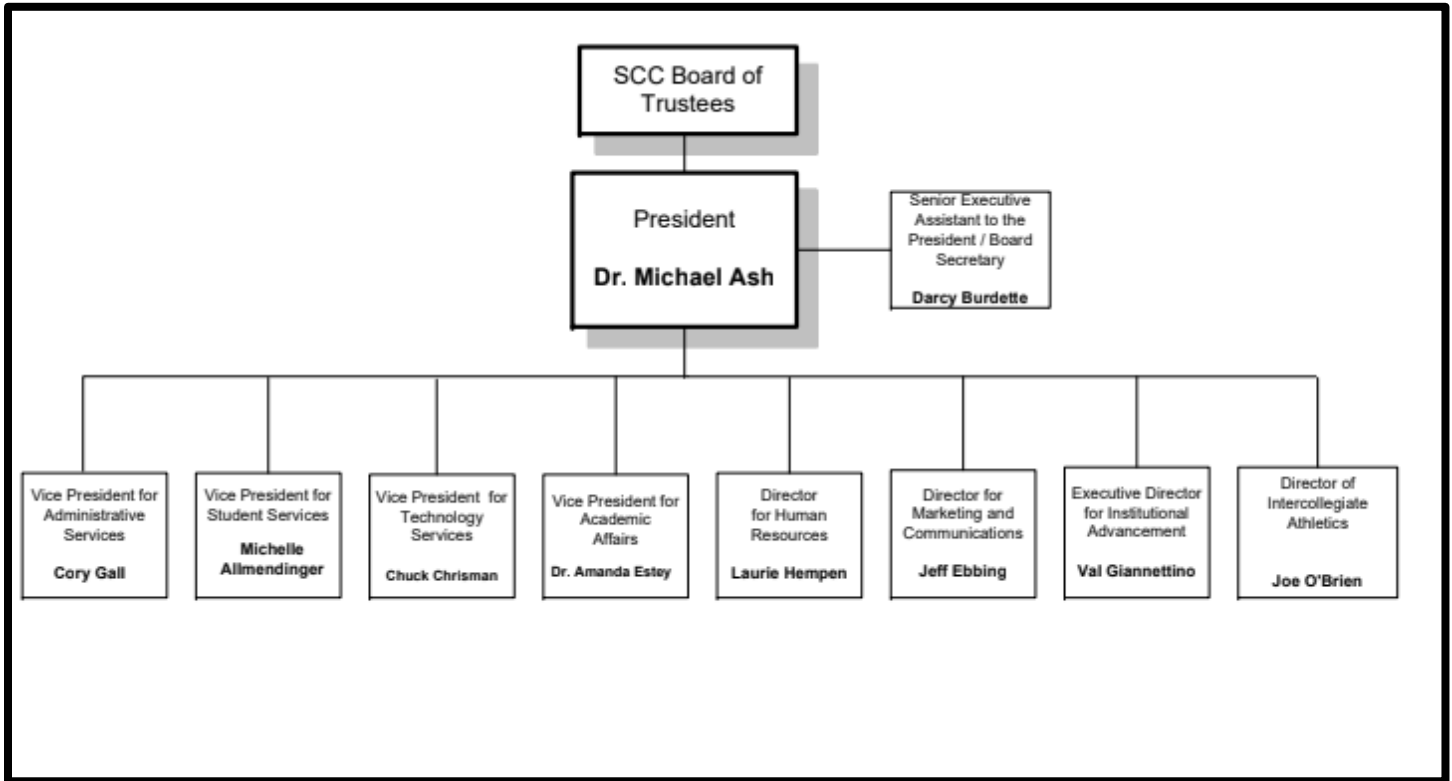 SCC Board of
Trustees
President
Dr. Michael Ash
Senior Executive
Assistant to the
President / Board
Secretary
Darcy Burdette
Vice President for
Administrative
Services
Cory Gall
Vice President for
Student Services
Michelle
Allmendinger
Vice President for
Technology
Services
Chuck Chrisman
Vice President for
Academic
Affairs
Dr. Amanda Estey
Director
for Human
Resources
Laurie Hempen
Director for
Marketing and
Communications
Jeff Ebbing
Executive Director
for Institutional
Advancement
Val Giannettino
Director of
Intercollegiate
Athletics
Joe O'Brien